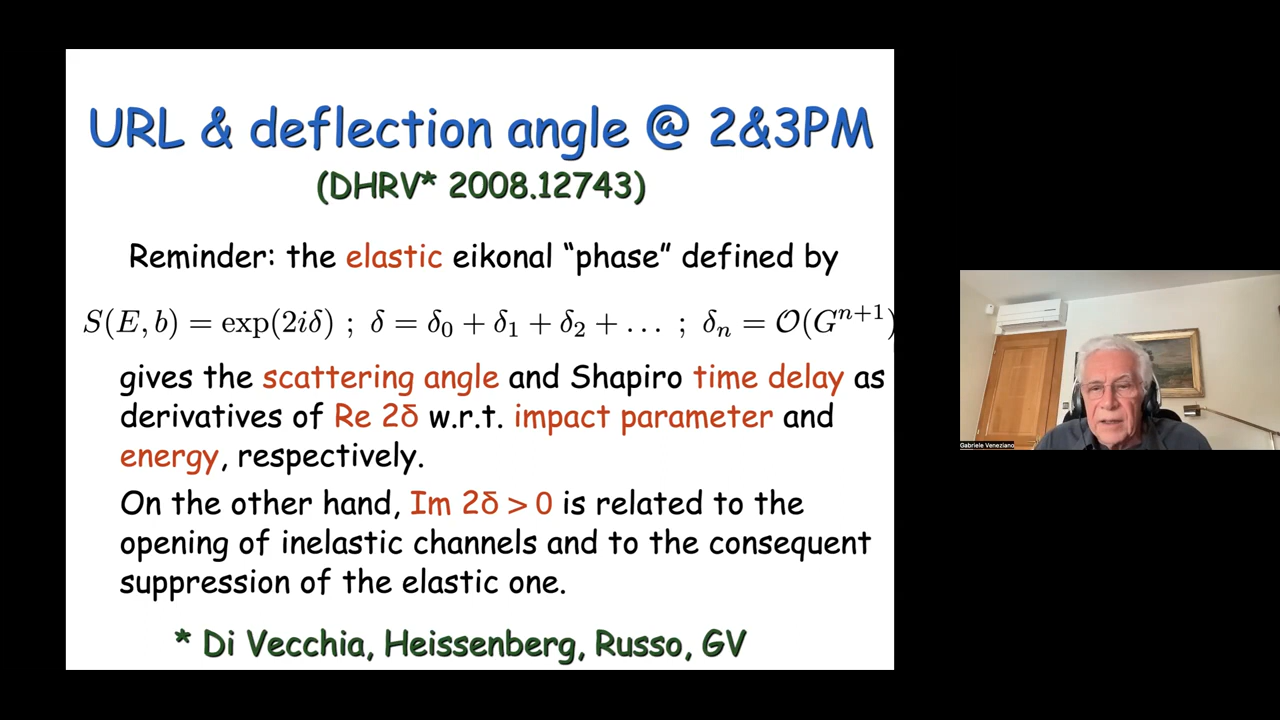 URL & deflection angle @ 2&3PM
(DHRV* 2008.12743)
Reminder: the elastic eikonal “phase” defined by
S(E, b) = exp(2iδ) ; δ = δ₀ + δ₁ + δ₂ + … ; δₙ = 𝒪(Gⁿ⁺¹)
gives the scattering angle and Shapiro time delay as
derivatives of Re 2δ w.r.t. impact parameter and
energy, respectively.
On the other hand, Im 2δ > 0 is related to the
opening of inelastic channels and to the consequent
suppression of the elastic one.
* Di Vecchia, Heissenberg, Russo, GV
Gabriele Veneziano